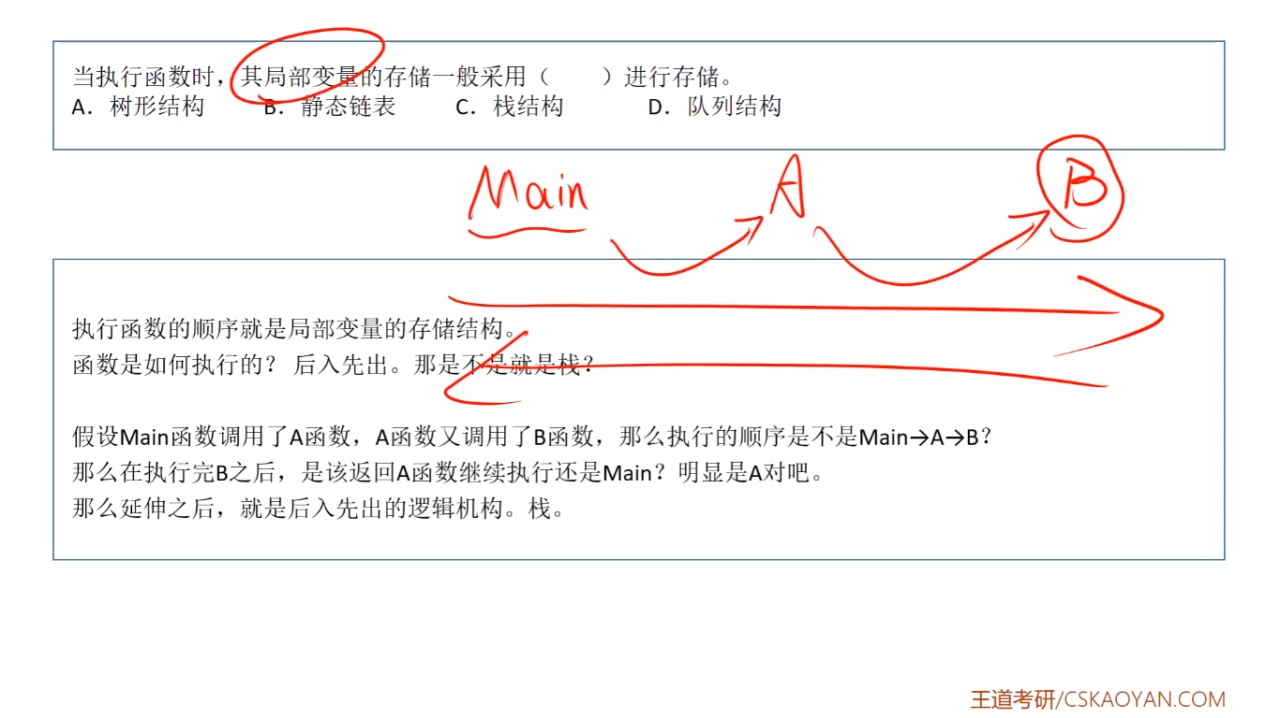 当执行函数时，其局部变量的存储一般采用（　　）进行存储。
A．树形结构　　B．静态链表　　C．栈结构　　D．队列结构
Main　A　B
执行函数的顺序就是局部变量的存储结构。
函数是如何执行的？ 后入先出。那是不是就是栈？
假设Main函数调用了A函数，A函数又调用了B函数，那么执行的顺序是不是Main→A→B？
那么在执行完B之后，是该返回A函数继续执行还是Main？明显是A对吧。
那么延伸之后，就是后入先出的逻辑机构。栈。
王道考研/CSKAOYAN.COM